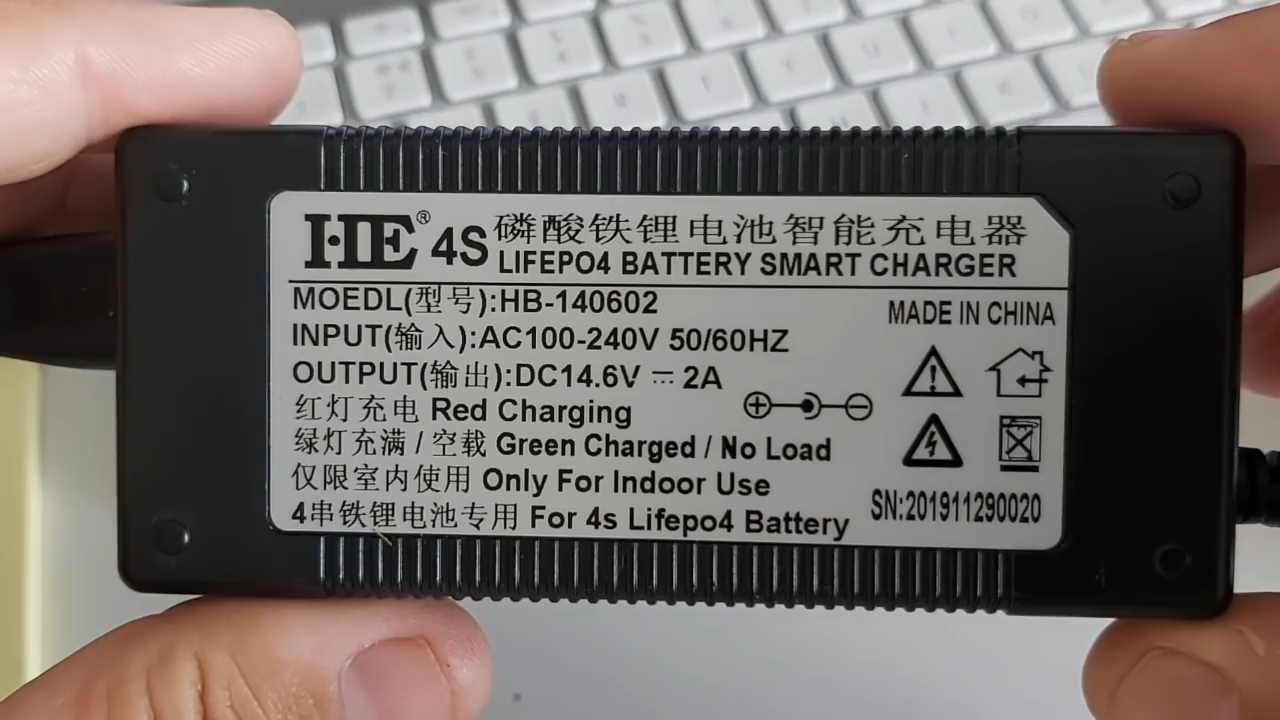 HE® 4S 磷酸铁锂电池智能充电器
LIFEPO4 BATTERY SMART CHARGER
MOEDL(型号):HB-140602
MADE IN CHINA
INPUT(输入):AC100-240V 50/60HZ
OUTPUT(输出):DC14.6V ⎓ 2A
红灯充电 Red Charging
绿灯充满 / 空载 Green Charged / No Load
仅限室内使用 Only For Indoor Use
SN:201911290020
4串铁锂电池专用 For 4s Lifepo4 Battery